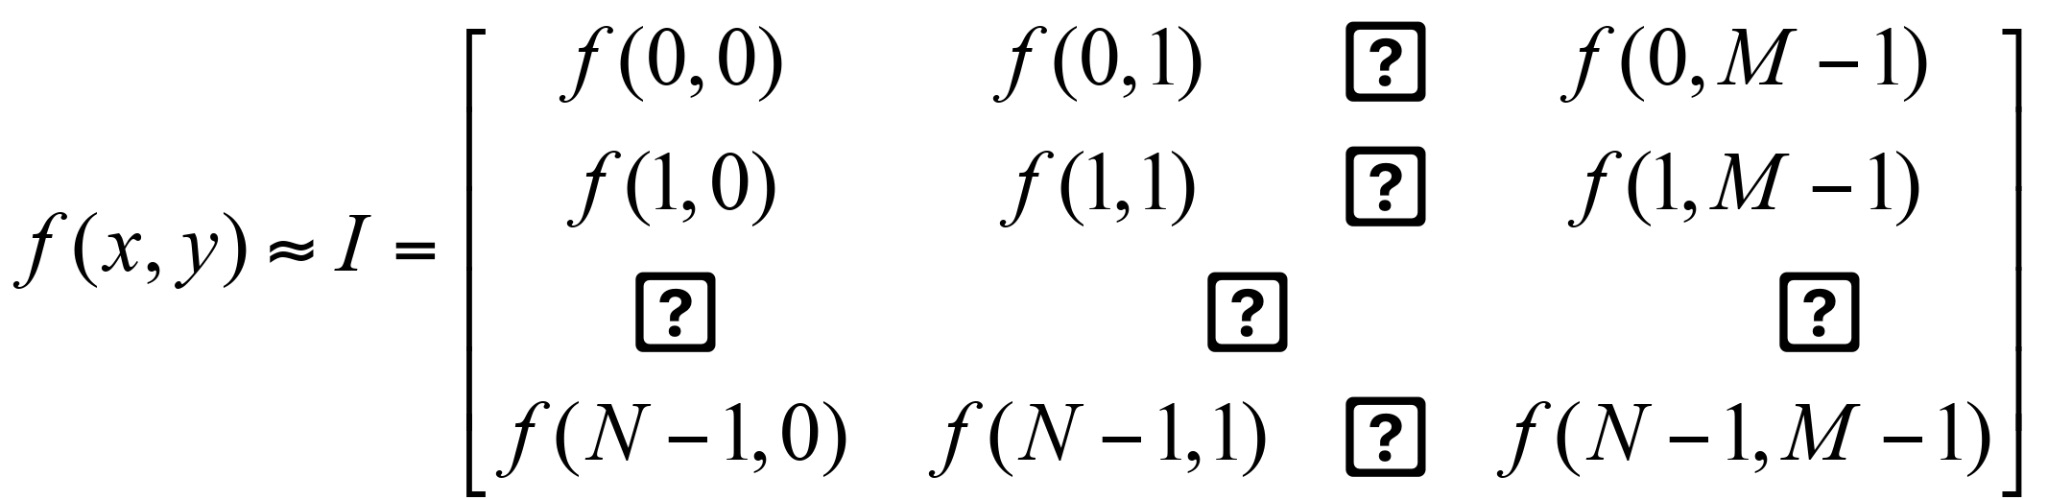 f(0,0) f(0,1) ? f(0,M−1)
f(1,0) f(1,1) ? f(1,M−1)
f(x,y) ≈ I =
? ? ?
f(N−1,0) f(N−1,1) ? f(N−1,M−1)